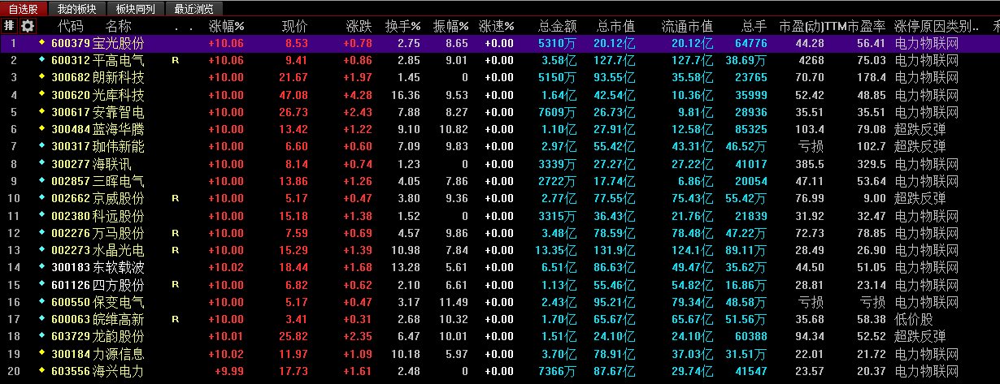 自选股 我的板块 板块同列 最近浏览
排 代码 名称 . . 涨幅% 现价 涨跌 换手% 振幅% 涨速% 总金额 总市值 流通市值 总手 市盈(动) TTM市盈率 涨停原因类别..
1 600379 宝光股份 +10.06 8.53 +0.78 2.75 8.65 +0.00 5310万 20.12亿 20.12亿 64776 44.28 56.41 电力物联网
2 600312 平高电气 R +10.06 9.41 +0.86 2.85 9.01 +0.00 3.58亿 127.7亿 127.7亿 38.69万 4268 75.03 电力物联网
3 300682 朗新科技 +10.00 21.67 +1.97 1.45 0 +0.00 5150万 93.55亿 35.58亿 23765 70.70 178.4 电力物联网
4 300620 光库科技 +10.00 47.08 +4.28 16.36 9.53 +0.00 1.64亿 42.54亿 10.36亿 35999 52.42 48.85 电力物联网
5 300617 安靠智电 +10.00 26.73 +2.43 7.88 8.27 +0.00 7609万 26.73亿 9.81亿 28936 35.51 35.51 电力物联网
6 300484 蓝海华腾 +10.00 13.42 +1.22 9.10 10.82 +0.00 1.10亿 27.91亿 12.58亿 85325 103.4 79.08 超跌反弹
7 300317 珈伟新能 +10.00 6.60 +0.60 7.09 9.83 +0.00 2.97亿 55.42亿 43.31亿 46.52万 亏损 102.7 超跌反弹
8 300277 海联讯 +10.00 8.14 +0.74 1.23 0 +0.00 3339万 27.27亿 27.22亿 41017 385.5 329.5 电力物联网
9 002857 三晖电气 +10.00 13.86 +1.26 4.05 7.86 +0.00 2722万 17.74亿 6.86亿 20054 47.11 53.64 电力物联网
10 002662 京威股份 R +10.00 5.17 +0.47 3.80 9.36 +0.00 2.77亿 77.55亿 75.43亿 55.42万 76.99 9.00 超跌反弹
11 002380 科远股份 +10.00 15.18 +1.38 1.52 0 +0.00 3315万 36.43亿 21.76亿 21839 31.92 32.47 电力物联网
12 002276 万马股份 R +10.00 7.59 +0.69 4.57 9.86 +0.00 3.48亿 78.59亿 78.48亿 47.22万 72.73 78.85 电力物联网
13 002273 水晶光电 R +10.00 15.29 +1.39 10.98 7.84 +0.00 13.35亿 131.9亿 124.1亿 89.11万 28.49 26.90 电力物联网
14 300183 东软载波 +10.02 18.44 +1.68 13.28 5.61 +0.00 6.51亿 86.63亿 49.47亿 35.62万 44.50 51.05 电力物联网
15 601126 四方股份 R +10.00 6.82 +0.62 2.10 6.61 +0.00 1.13亿 55.46亿 54.82亿 16.86万 28.81 23.14 电力物联网
16 600550 保变电气 +10.00 5.17 +0.47 3.17 11.49 +0.00 2.43亿 95.21亿 79.34亿 48.58万 亏损 亏损 电力物联网
17 600063 皖维高新 R +10.00 3.41 +0.31 2.68 10.32 +0.00 1.70亿 65.67亿 65.67亿 51.56万 35.68 58.38 低价股
18 603729 龙韵股份 +10.01 25.82 +2.35 6.47 10.01 +0.00 1.51亿 24.10亿 24.10亿 60388 94.34 52.52 超跌反弹
19 300184 力源信息 +10.02 11.97 +1.09 10.18 5.97 +0.00 3.70亿 78.91亿 37.03亿 31.51万 22.01 21.72 电力物联网
20 603556 海兴电力 +9.99 17.73 +1.61 2.48 0 +0.00 7366万 87.67亿 29.74亿 41547 23.57 20.37 电力物联网